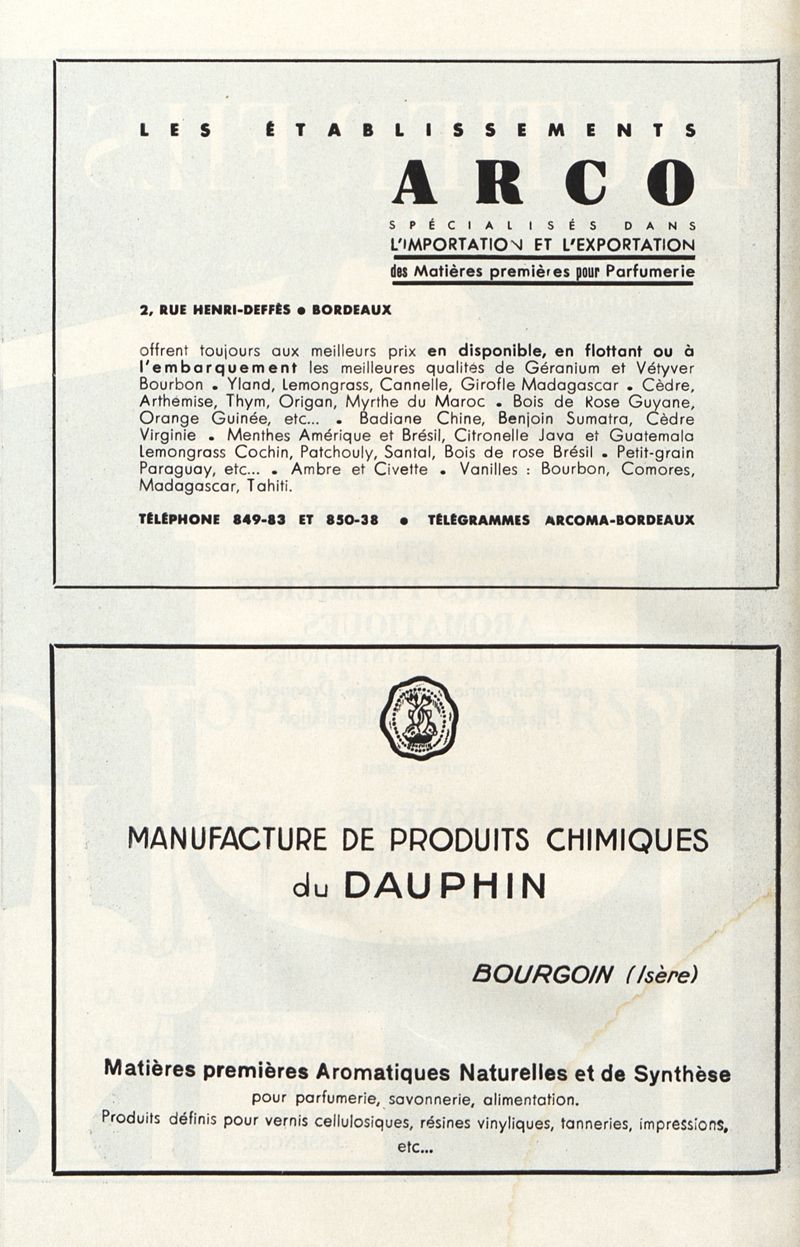 LES ÉTABLISSEMENTS
ARCO
SPÉCIALISÉS DANS
L'IMPORTATION ET L'EXPORTATION
des Matières premières pour Parfumerie
2, RUE HENRI-DEFFÈS • BORDEAUX
offrent toujours aux meilleurs prix en disponible, en flottant ou à
l'embarquement les meilleures qualités de Géranium et Vétyver
Bourbon • Yland, Lemongrass, Cannelle, Girofle Madagascar • Cèdre,
Arthémise, Thym, Origan, Myrthe du Maroc • Bois de Rose Guyane,
Orange Guinée, etc... • Badiane Chine, Benjoin Sumatra, Cèdre
Virginie • Menthes Amérique et Brésil, Citronelle Java et Guatemala
Lemongrass Cochin, Patchouly, Santal, Bois de rose Brésil • Petit-grain
Paraguay, etc... • Ambre et Civette • Vanilles : Bourbon, Comores,
Madagascar, Tahiti.
TÉLÉPHONE 849-83 ET 850-38 • TÉLÉGRAMMES ARCOMA-BORDEAUX
MANUFACTURE DE PRODUITS CHIMIQUES
du DAUPHIN
BOURGOIN (Isère)
Matières premières Aromatiques Naturelles et de Synthèse
pour parfumerie, savonnerie, alimentation.
Produits définis pour vernis cellulosiques, résines vinyliques, tanneries, impressions,
etc...